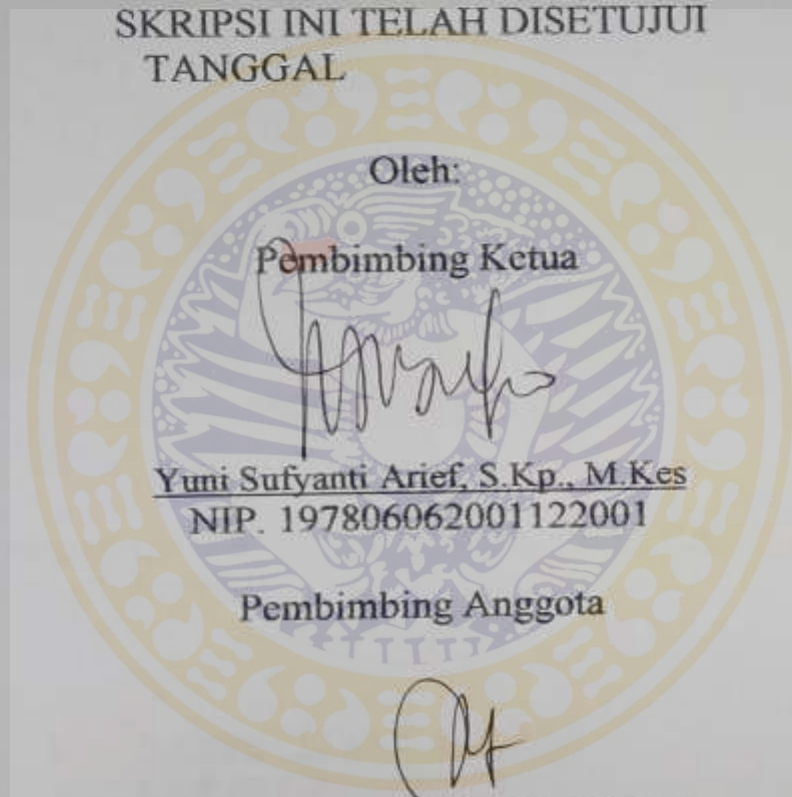 SKRIPSI INI TELAH DISETUJUI
TANGGAL
Oleh:
Pembimbing Ketua
Yuni Sufyanti Arief, S.Kp., M.Kes
NIP. 197806062001122001
Pembimbing Anggota